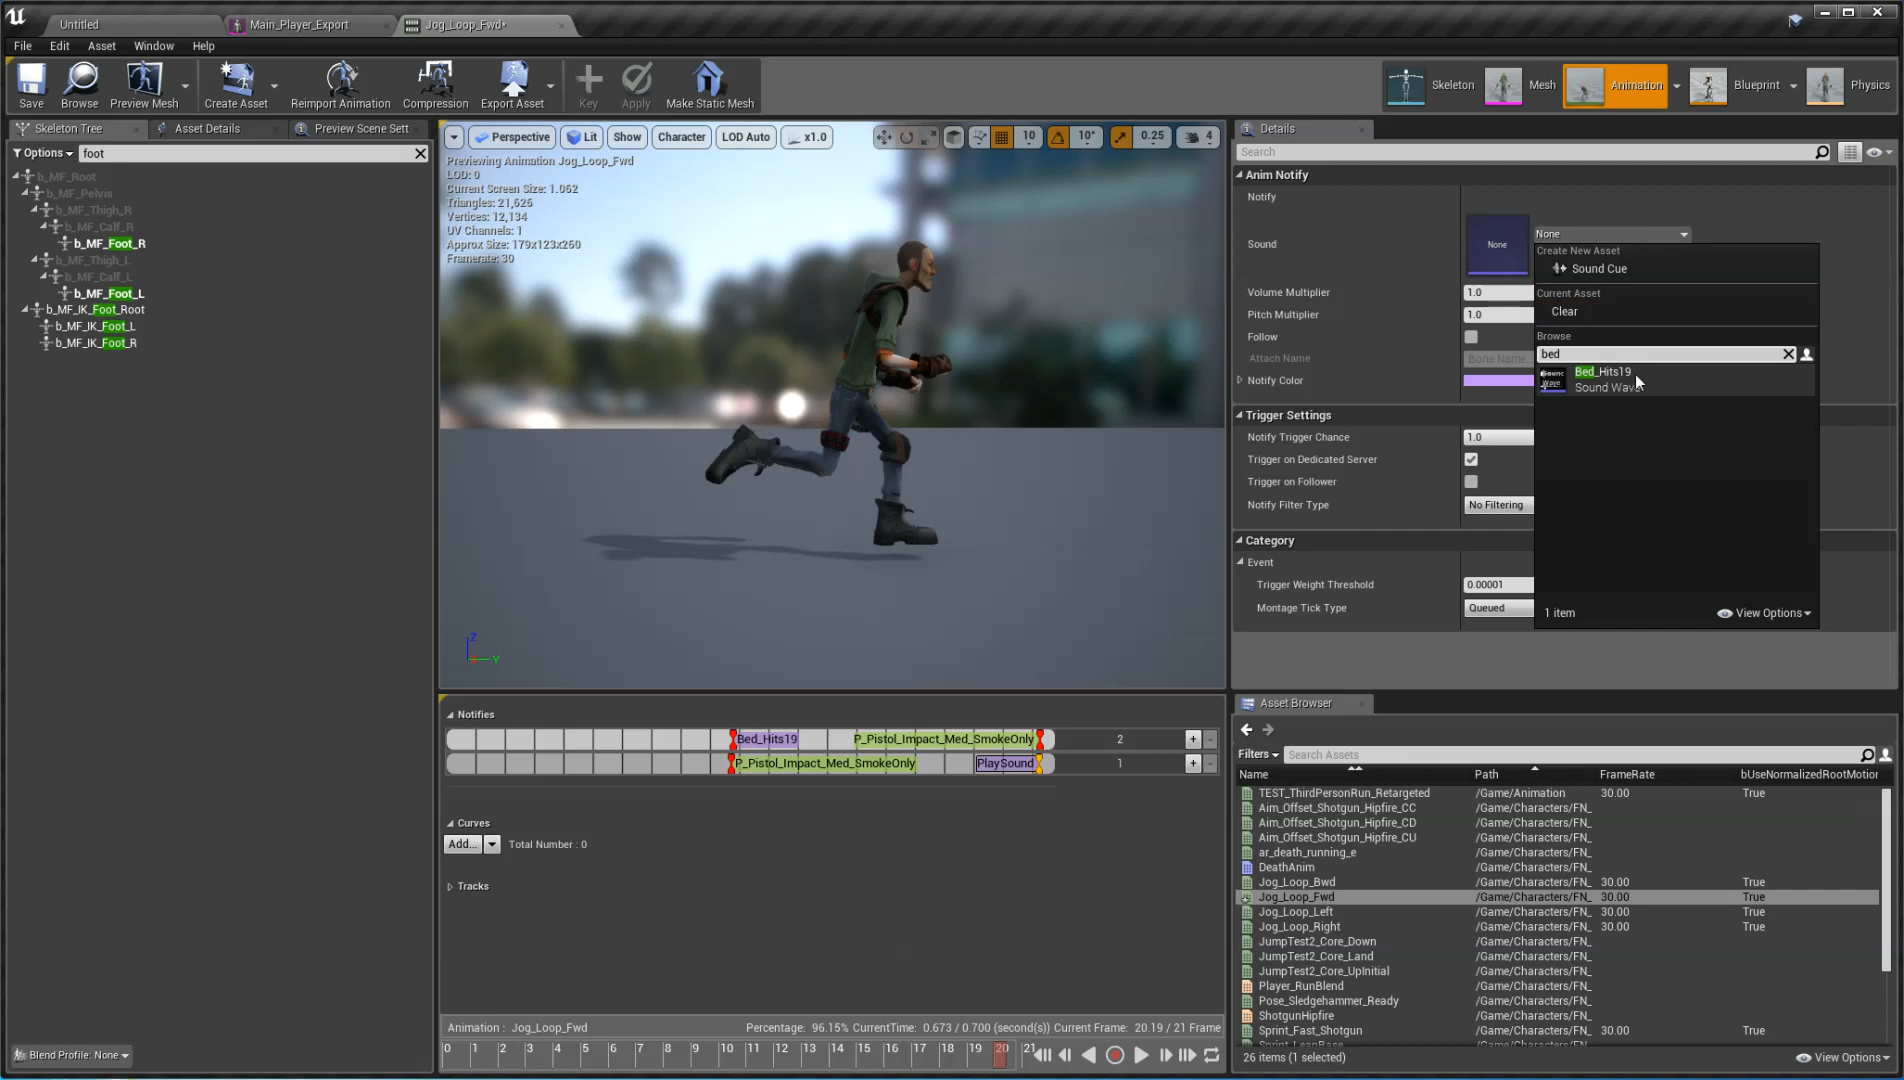 Untitled
Main_Player_Export
Jog_Loop_Fwd*
File Edit Asset Window Help
Save
Browse
Preview Mesh
Create Asset
Reimport Animation
Compression
Export Asset
Key
Apply
Make Static Mesh
Skeleton
Mesh
Animation
Blueprint
Physics
Skeleton Tree
Asset Details
Preview Scene Sett
Options
foot
b_MF_Root
b_MF_Pelvis
b_MF_Thigh_R
b_MF_Calf_R
b_MF_Foot_R
b_MF_Thigh_L
b_MF_Calf_L
b_MF_Foot_L
b_MF_IK_Foot_Root
b_MF_IK_Foot_L
b_MF_IK_Foot_R
Blend Profile: None
Perspective
Lit
Show
Character
LOD Auto
x1.0
10
10°
0.25
4
Previewing Animation Jog_Loop_Fwd
LOD: 0
Current Screen Size: 1.062
Triangles: 21,626
Vertices: 12,134
UV Channels: 1
Approx Size: 179x123x260
Framerate: 30
Z
Y
Notifies
Bed_Hits19
P_Pistol_Impact_Med_SmokeOnly
2
P_Pistol_Impact_Med_SmokeOnly
PlaySound
1
Curves
Add...
Total Number : 0
Tracks
Animation : Jog_Loop_Fwd
Percentage: 96.15% CurrentTime: 0.673 / 0.700 (second(s)) Current Frame: 20.19 / 21 Frame
0 1 2 3 4 5 6 7 8 9 10 11 12 13 14 15 16 17 18 19 20 21
Details
Search
Anim Notify
Notify
Sound
None
None
Volume Multiplier
1.0
Pitch Multiplier
1.0
Follow
Attach Name
Bone Name...
Notify Color
Trigger Settings
Notify Trigger Chance
1.0
Trigger on Dedicated Server
Trigger on Follower
Notify Filter Type
No Filtering
Category
Event
Trigger Weight Threshold
0.00001
Montage Tick Type
Queued
Create New Asset
Sound Cue
Current Asset
Clear
Browse
bed
Sound Wave
Bed_Hits19
Sound Wave
1 item
View Options
Asset Browser
Filters
Search Assets
Name Path FrameRate bUseNormalizedRootMotion
TEST_ThirdPersonRun_Retargeted /Game/Animation 30.00 True
Aim_Offset_Shotgun_Hipfire_CC /Game/Characters/FN_
Aim_Offset_Shotgun_Hipfire_CD /Game/Characters/FN_
Aim_Offset_Shotgun_Hipfire_CU /Game/Characters/FN_
ar_death_running_e /Game/Characters/FN_
DeathAnim /Game/Characters/FN_
Jog_Loop_Bwd /Game/Characters/FN_ 30.00 True
Jog_Loop_Fwd /Game/Characters/FN_ 30.00 True
Jog_Loop_Left /Game/Characters/FN_ 30.00 True
Jog_Loop_Right /Game/Characters/FN_ 30.00 True
JumpTest2_Core_Down /Game/Characters/FN_
JumpTest2_Core_Land /Game/Characters/FN_
JumpTest2_Core_UpInitial /Game/Characters/FN_
Player_RunBlend /Game/Characters/FN_
Pose_Sledgehammer_Ready /Game/Characters/FN_
ShotgunHipfire /Game/Characters/FN_
Sprint_Fast_Shotgun /Game/Characters/FN_ 30.00 True
26 items (1 selected)
View Options